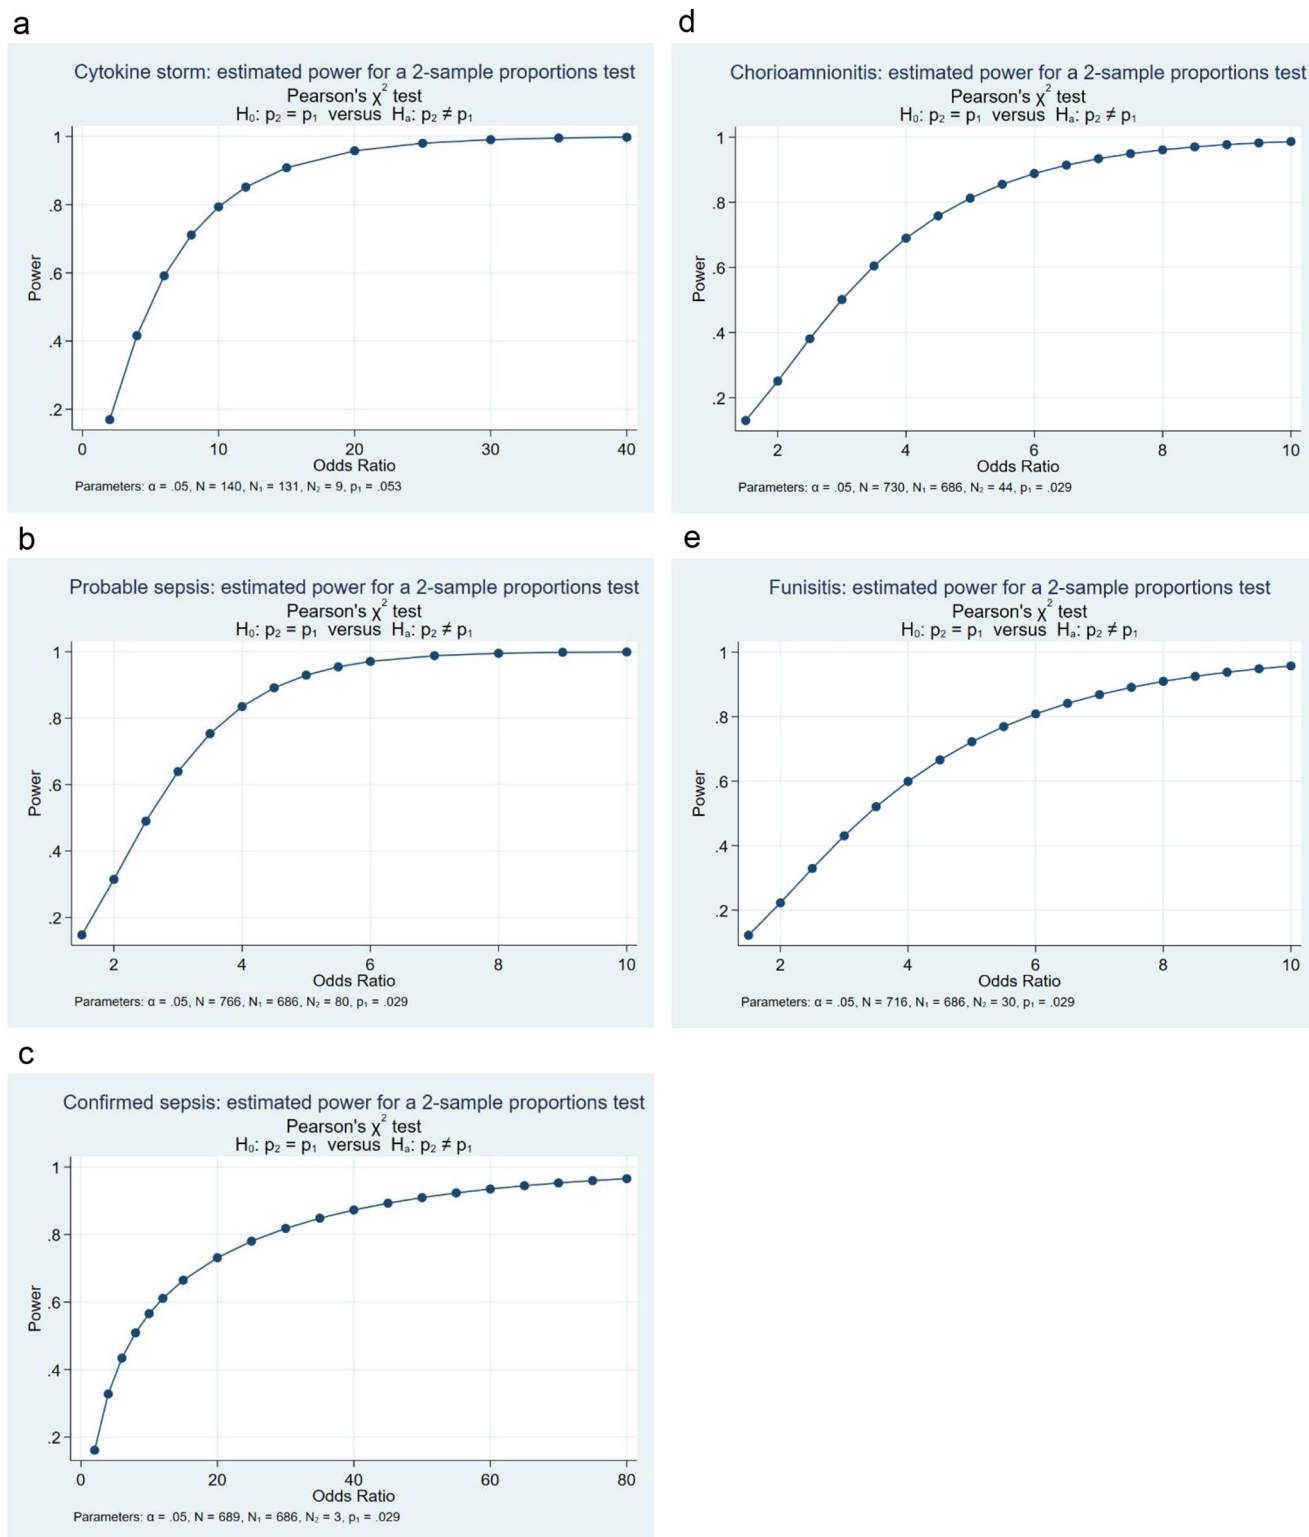 a
Cytokine storm: estimated power for a 2-sample proportions test
Pearson's χ² test
H₀: p₂ = p₁ versus Hₐ: p₂ ≠ p₁
1
.8
.6
.4
.2
Power
0 10 20 30 40
Odds Ratio
Parameters: α = .05, N = 140, N₁ = 131, N₂ = 9, p₁ = .053
b
Probable sepsis: estimated power for a 2-sample proportions test
Pearson's χ² test
H₀: p₂ = p₁ versus Hₐ: p₂ ≠ p₁
1
.8
.6
.4
.2
Power
2 4 6 8 10
Odds Ratio
Parameters: α = .05, N = 766, N₁ = 686, N₂ = 80, p₁ = .029
c
Confirmed sepsis: estimated power for a 2-sample proportions test
Pearson's χ² test
H₀: p₂ = p₁ versus Hₐ: p₂ ≠ p₁
1
.8
.6
.4
.2
Power
0 20 40 60 80
Odds Ratio
Parameters: α = .05, N = 689, N₁ = 686, N₂ = 3, p₁ = .029
d
Chorioamnionitis: estimated power for a 2-sample proportions test
Pearson's χ² test
H₀: p₂ = p₁ versus Hₐ: p₂ ≠ p₁
1
.8
.6
.4
.2
Power
2 4 6 8 10
Odds Ratio
Parameters: α = .05, N = 730, N₁ = 686, N₂ = 44, p₁ = .029
e
Funisitis: estimated power for a 2-sample proportions test
Pearson's χ² test
H₀: p₂ = p₁ versus Hₐ: p₂ ≠ p₁
1
.8
.6
.4
.2
Power
2 4 6 8 10
Odds Ratio
Parameters: α = .05, N = 716, N₁ = 686, N₂ = 30, p₁ = .029